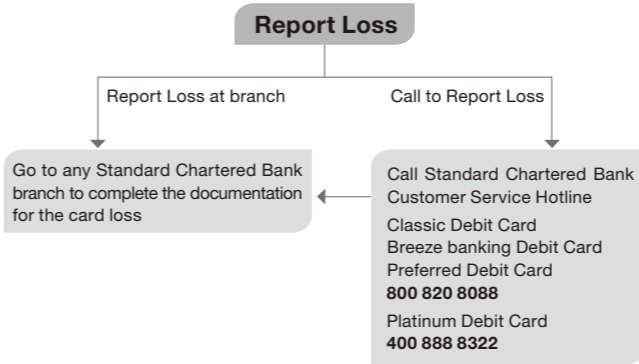 Report Loss
Report Loss at branch
Call to Report Loss
Go to any Standard Chartered Bank
branch to complete the documentation
for the card loss
Call Standard Chartered Bank
Customer Service Hotline
Classic Debit Card
Breeze banking Debit Card
Preferred Debit Card
800 820 8088
Platinum Debit Card
400 888 8322